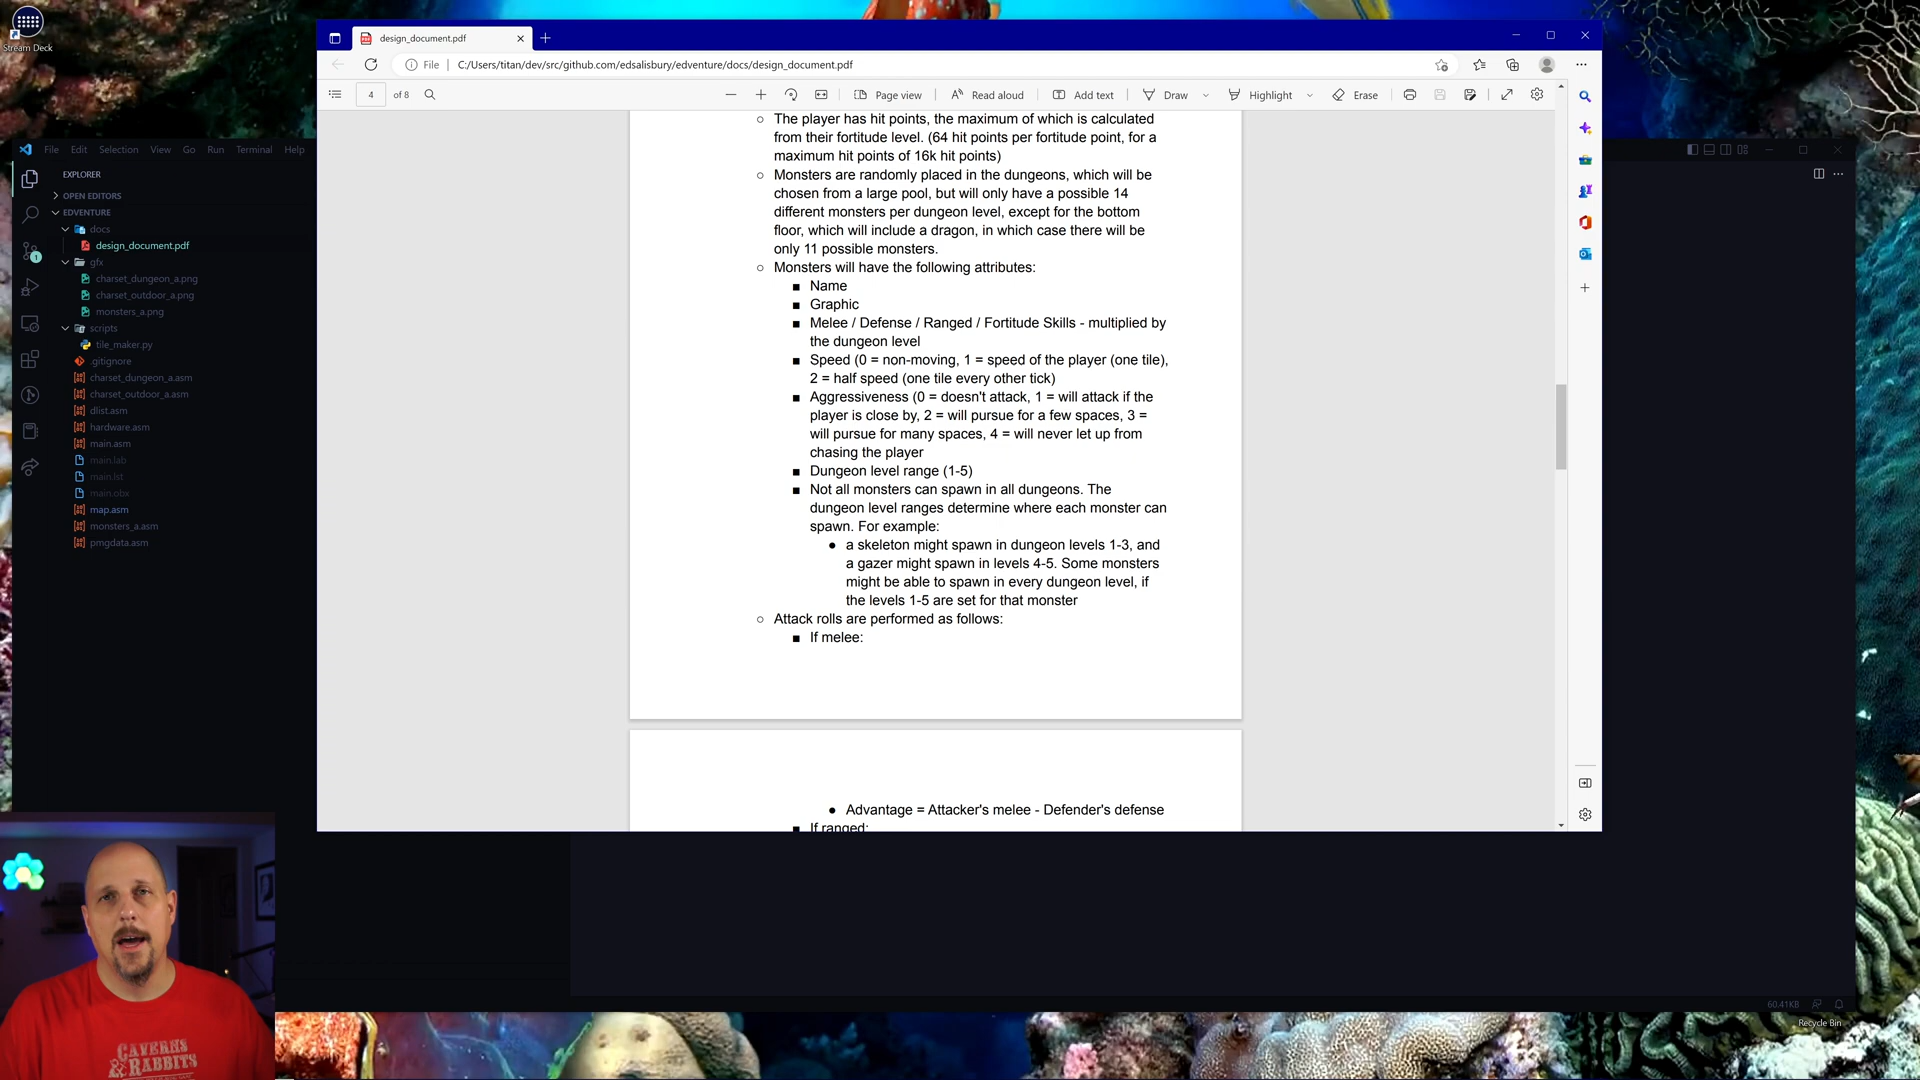 Stream Deck
design_document.pdf
File
C:/Users/titan/dev/src/github.com/edsalisbury/edventure/docs/design_document.pdf
4 of 8
Page view
Read aloud
Add text
Draw
Highlight
Erase
The player has hit points, the maximum of which is calculated
from their fortitude level. (64 hit points per fortitude point, for a
maximum hit points of 16k hit points)
Monsters are randomly placed in the dungeons, which will be
chosen from a large pool, but will only have a possible 14
different monsters per dungeon level, except for the bottom
floor, which will include a dragon, in which case there will be
only 11 possible monsters.
Monsters will have the following attributes:
Name
Graphic
Melee / Defense / Ranged / Fortitude Skills - multiplied by
the dungeon level
Speed (0 = non-moving, 1 = speed of the player (one tile),
2 = half speed (one tile every other tick)
Aggressiveness (0 = doesn't attack, 1 = will attack if the
player is close by, 2 = will pursue for a few spaces, 3 =
will pursue for many spaces, 4 = will never let up from
chasing the player
Dungeon level range (1-5)
Not all monsters can spawn in all dungeons. The
dungeon level ranges determine where each monster can
spawn. For example:
a skeleton might spawn in dungeon levels 1-3, and
a gazer might spawn in levels 4-5. Some monsters
might be able to spawn in every dungeon level, if
the levels 1-5 are set for that monster
Attack rolls are performed as follows:
If melee:
Advantage = Attacker's melee - Defender's defense
If ranged:
File Edit Selection View Go Run Terminal Help
EXPLORER
OPEN EDITORS
EDVENTURE
docs
design_document.pdf
gfx
charset_dungeon_a.png
charset_outdoor_a.png
monsters_a.png
scripts
tile_maker.py
.gitignore
charset_dungeon_a.asm
charset_outdoor_a.asm
dlist.asm
hardware.asm
main.asm
main.lab
main.lst
main.obx
map.asm
monsters_a.asm
pmgdata.asm
1
CAVERNS
& RABBITS
60.41KB
Recycle Bin